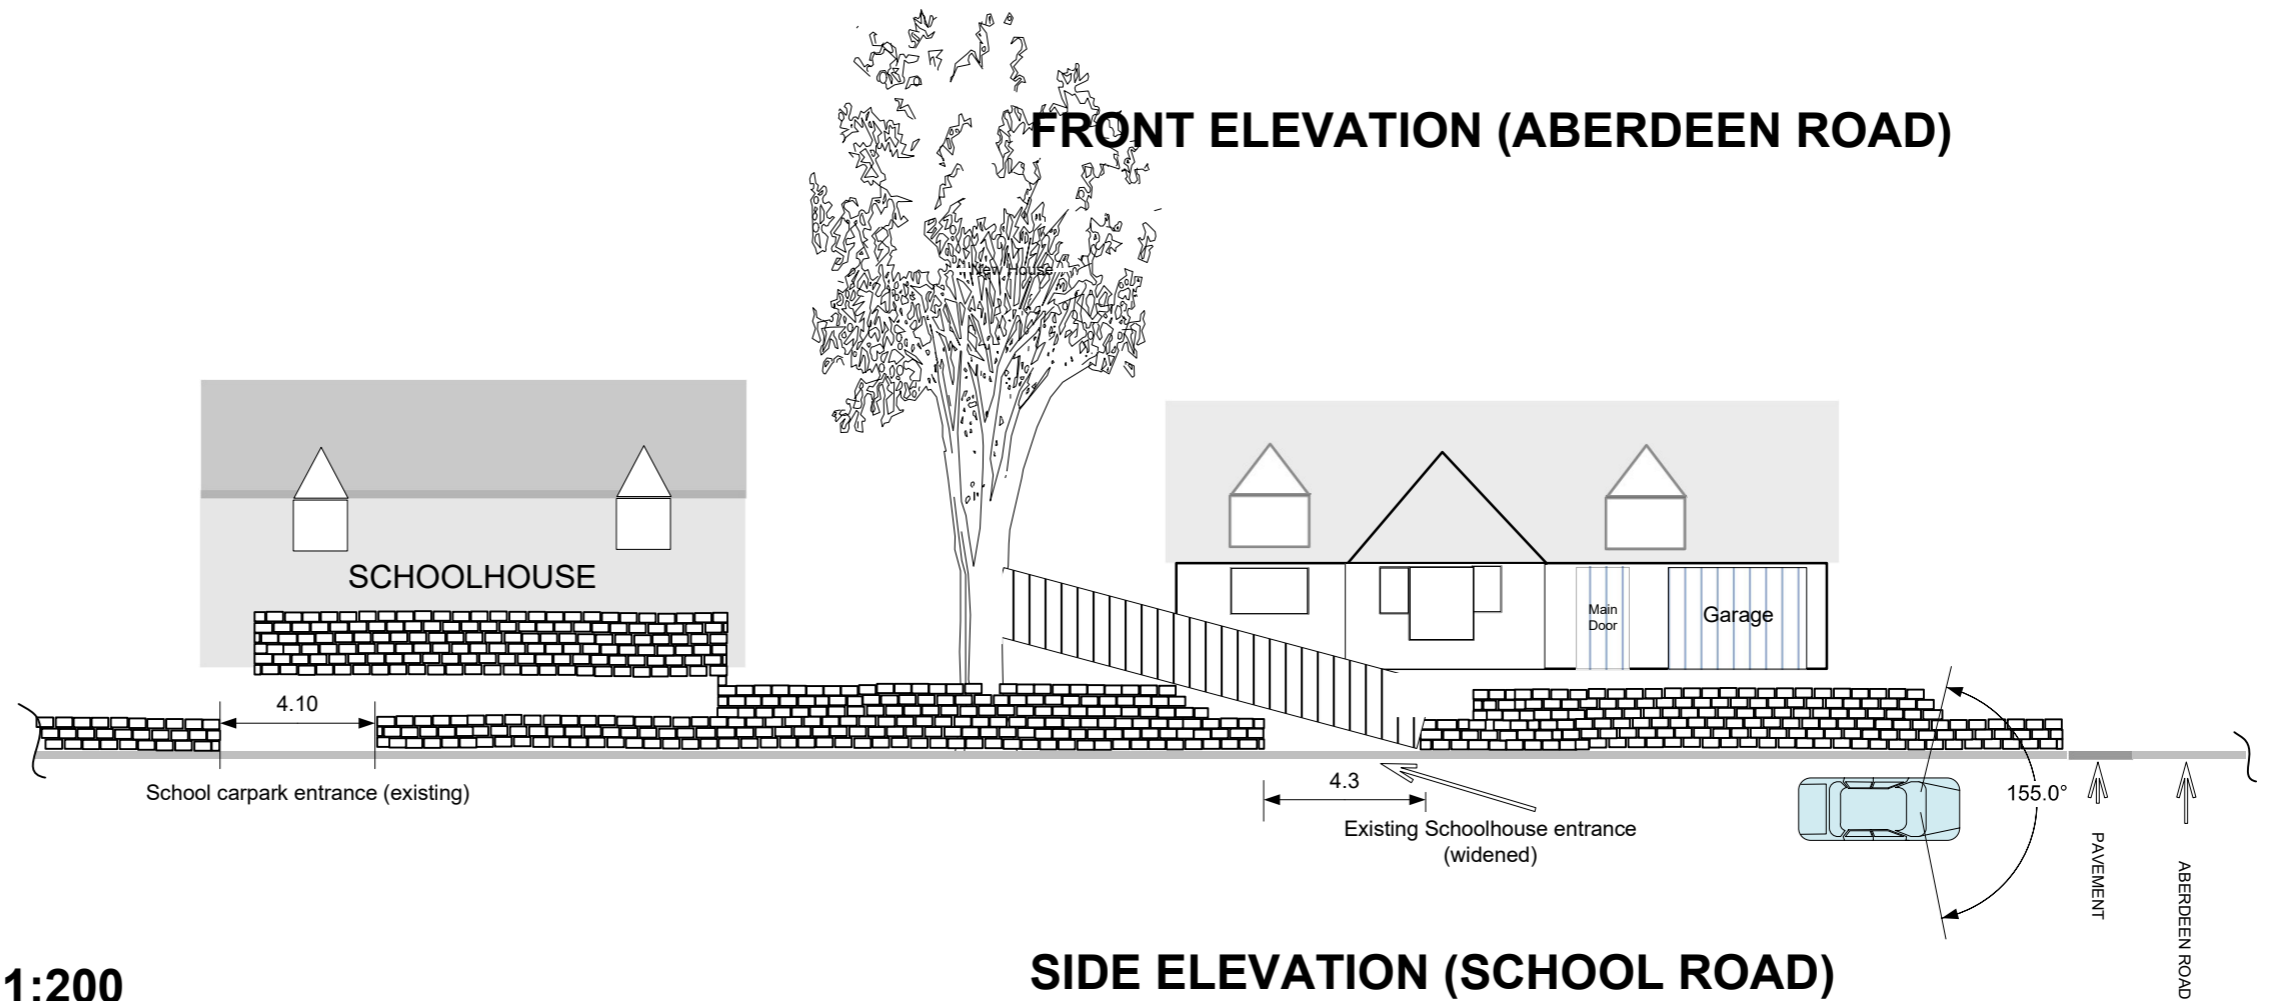 FRONT ELEVATION (ABERDEEN ROAD)
New House
SCHOOLHOUSE
Main
Door
Garage
4.10
School carpark entrance (existing)
4.3
Existing Schoolhouse entrance
(widened)
155.0°
PAVEMENT
ABERDEEN ROAD
SIDE ELEVATION (SCHOOL ROAD)
1:200